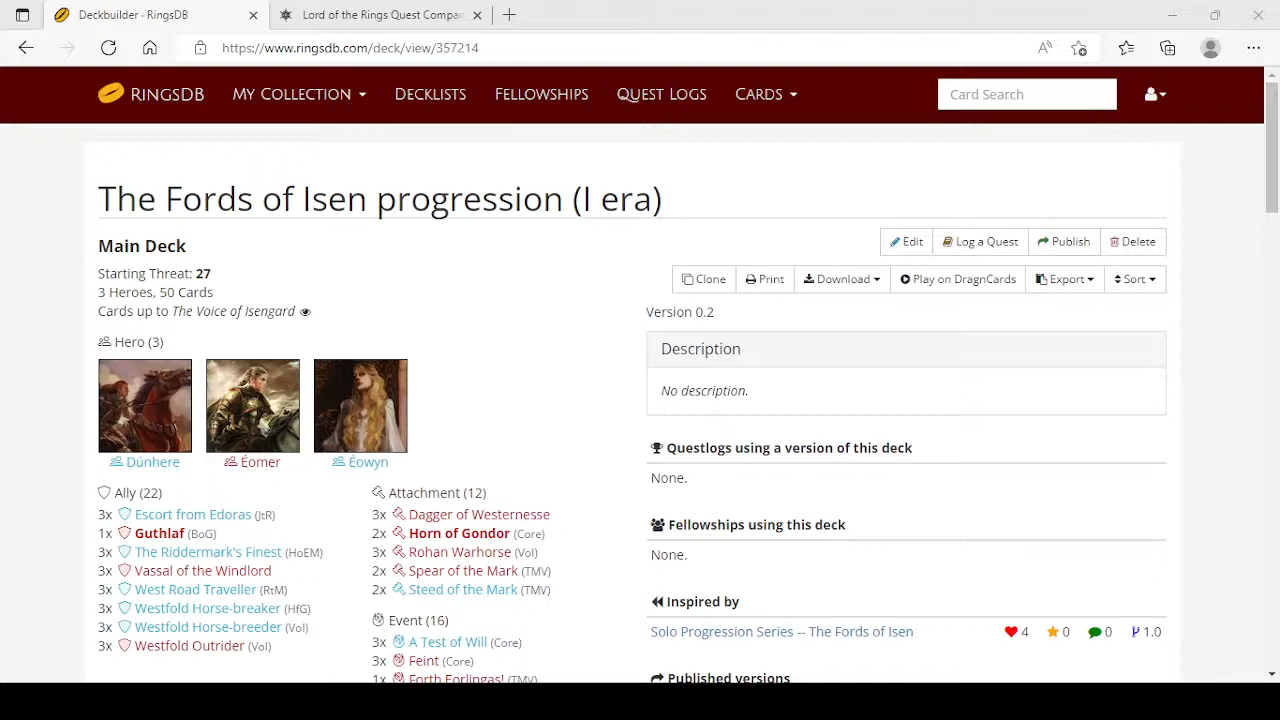 Deckbuilder · RingsDB
Lord of the Rings Quest Compan
https://www.ringsdb.com/deck/view/357214
RINGSDB
MY COLLECTION
DECKLISTS
FELLOWSHIPS
QUEST LOGS
CARDS
Card Search
The Fords of Isen progression (I era)
Main Deck
Starting Threat: 27
3 Heroes, 50 Cards
Cards up to The Voice of Isengard
Hero (3)
Dúnhere
Éomer
Éowyn
Ally (22)
3x Escort from Edoras (JtR)
1x Guthlaf (BoG)
3x The Riddermark's Finest (HoEM)
3x Vassal of the Windlord
3x West Road Traveller (RtM)
3x Westfold Horse-breaker (HfG)
3x Westfold Horse-breeder (VoI)
3x Westfold Outrider (VoI)
Attachment (12)
3x Dagger of Westernesse
2x Horn of Gondor (Core)
3x Rohan Warhorse (VoI)
2x Spear of the Mark (TMV)
2x Steed of the Mark (TMV)
Event (16)
3x A Test of Will (Core)
3x Feint (Core)
1x Forth Eorlingas! (TMV)
Edit
Log a Quest
Publish
Delete
Clone
Print
Download
Play on DragnCards
Export
Sort
Version 0.2
Description
No description.
Questlogs using a version of this deck
None.
Fellowships using this deck
None.
Inspired by
Solo Progression Series -- The Fords of Isen
4 0 0 1.0
Published versions